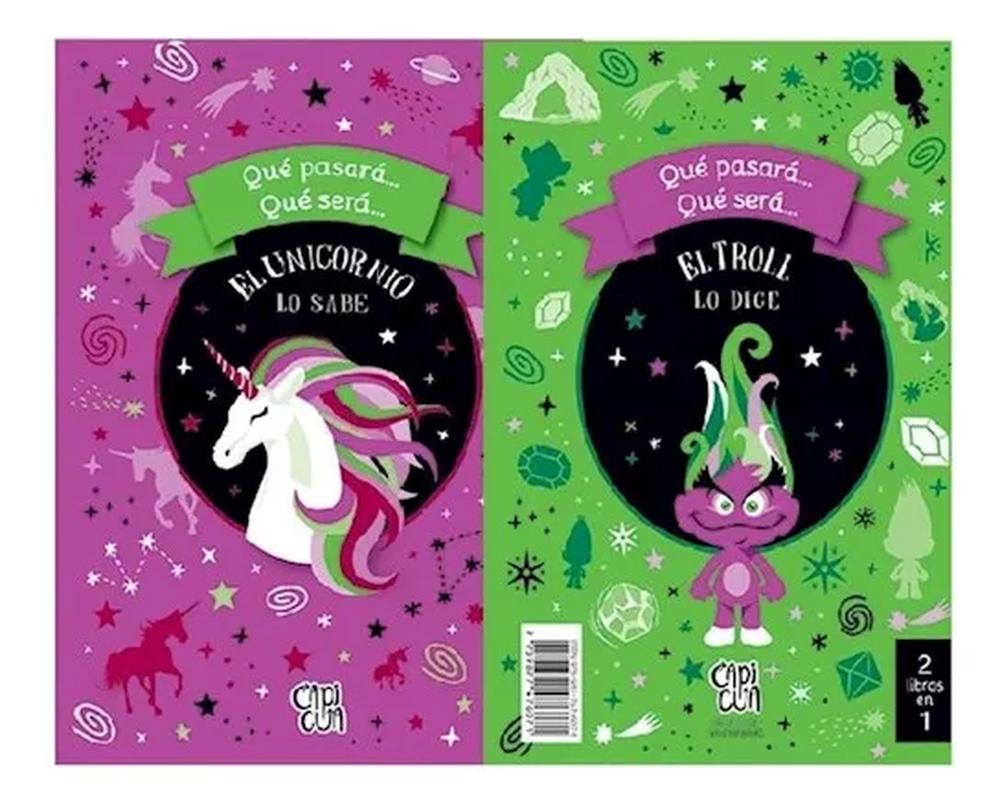 Qué pasará...
Qué será...
EL UNICORNIO
LO SABE
CAPI
CUA
Qué pasará...
Qué será...
EL TROLL
LO DICE
CAPI
CUA
2
libros
en
1